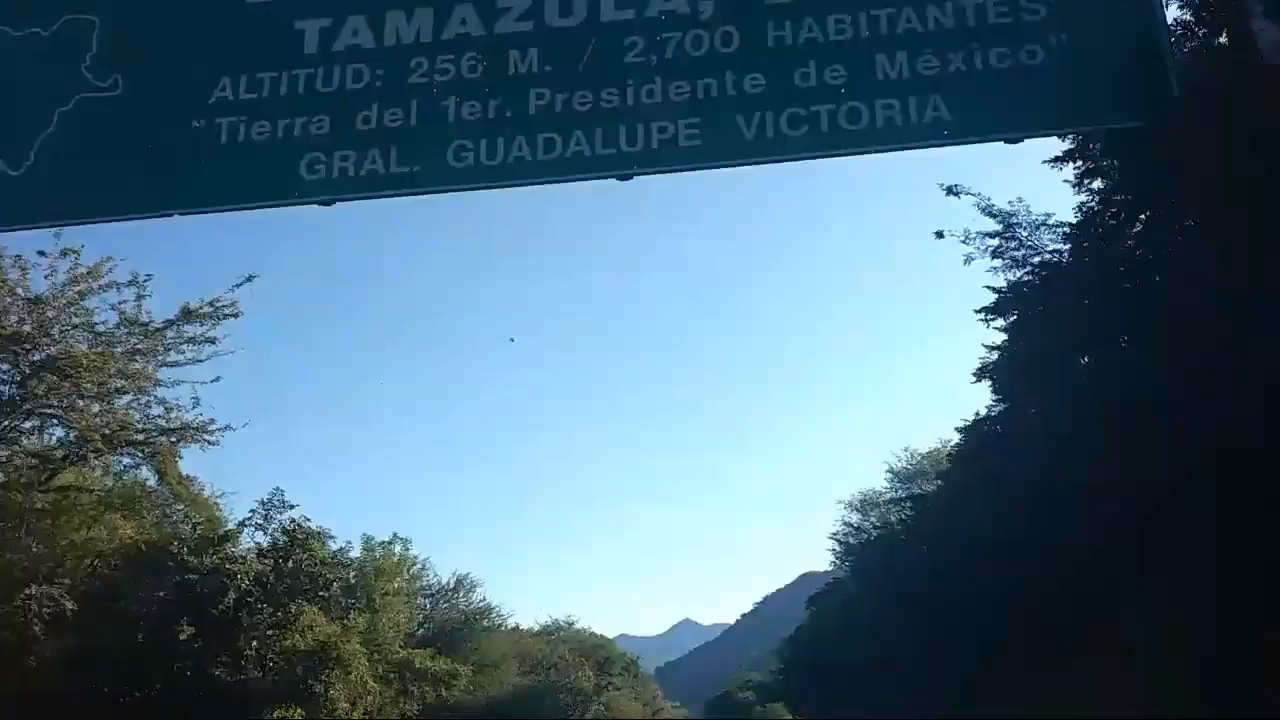 TAMAZULA,
ALTITUD: 256 M. / 2,700 HABITANTES
"Tierra del 1er. Presidente de México"
GRAL. GUADALUPE VICTORIA